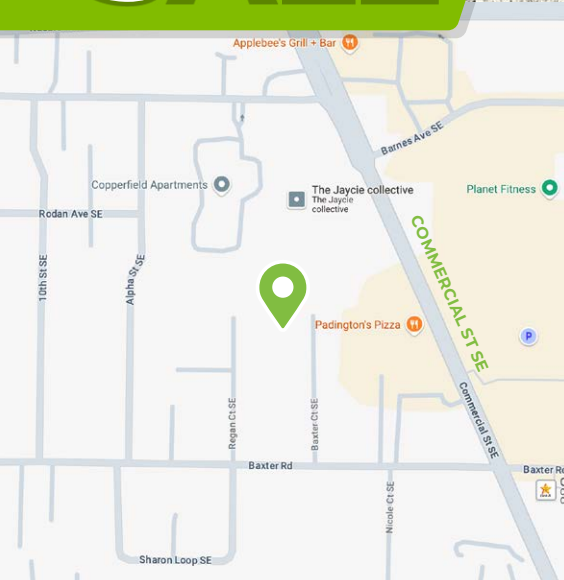 Applebee's Grill + Bar
Barnes Ave SE
Copperfield Apartments
The Jaycie collective
The Jaycie
collective
Planet Fitness
Rodan Ave SE
COMMERCIAL ST SE
10th St SE
Alpha St SE
Padington's Pizza
P
Commercial St SE
Regan Ct SE
Baxter Ct SE
Baxter Rd
Baxter Rd
Nicole Ct SE
Sharon Loop SE